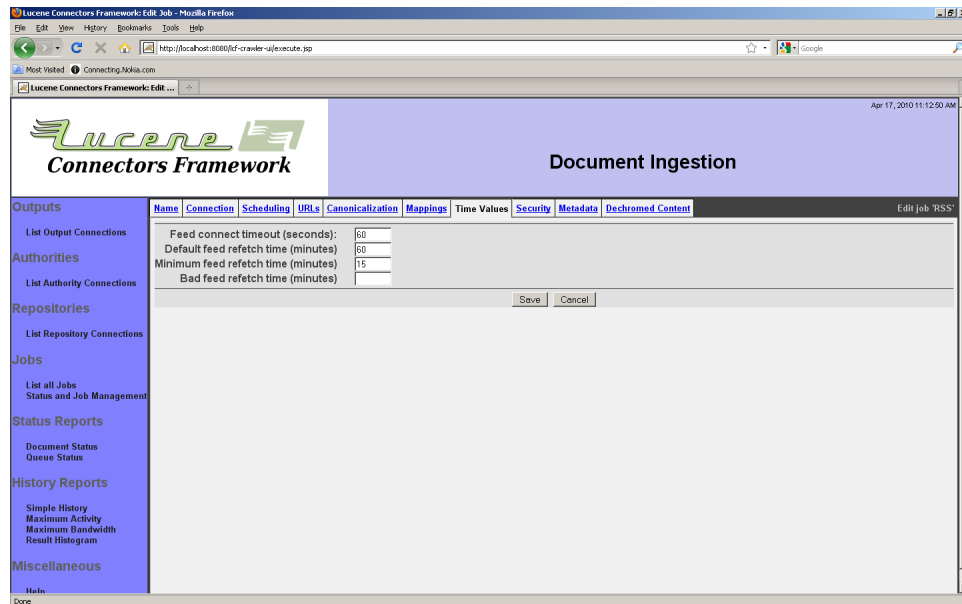 Lucene Connectors Framework: Edit Job - Mozilla Firefox
File Edit View History Bookmarks Tools Help
http://localhost:8080/lcf-crawler-ui/execute.jsp
Google
Most Visited Connecting.Nokia.com
Lucene Connectors Framework: Edit ...
Apr 17, 2010 11:12:50 AM
Lucene
Connectors Framework
Document Ingestion
Outputs
Name Connection Scheduling URLs Canonicalization Mappings Time Values Security Metadata Dechromed Content Edit job 'RSS'
List Output Connections
Authorities
List Authority Connections
Repositories
List Repository Connections
Jobs
List all Jobs
Status and Job Management
Status Reports
Document Status
Queue Status
History Reports
Simple History
Maximum Activity
Maximum Bandwidth
Result Histogram
Miscellaneous
Help
Feed connect timeout (seconds): 60
Default feed refetch time (minutes) 60
Minimum feed refetch time (minutes) 15
Bad feed refetch time (minutes)
Save Cancel
Done